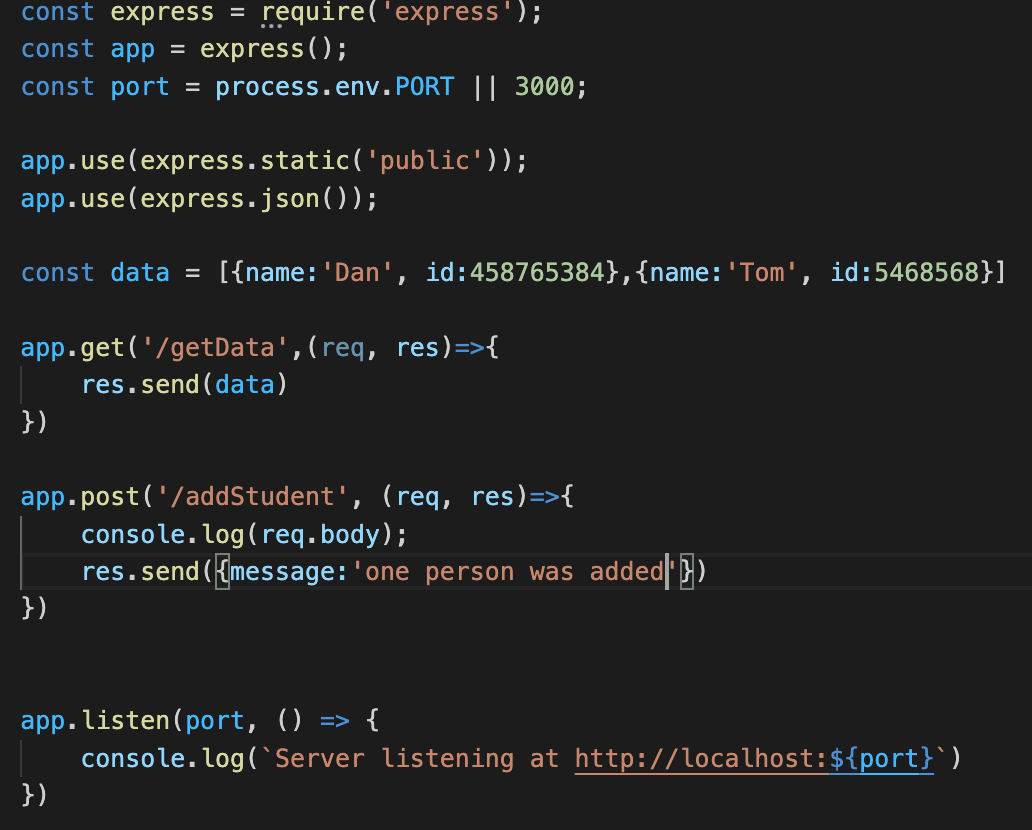 const express = require('express');
const app = express();
const port = process.env.PORT || 3000;
app.use(express.static('public'));
app.use(express.json());
const data = [{name:'Dan', id:458765384},{name:'Tom', id:5468568}]
app.get('/getData',(req, res)=>{
    res.send(data)
})
app.post('/addStudent', (req, res)=>{
    console.log(req.body);
    res.send({message:'one person was added'})
})
app.listen(port, () => {
    console.log(`Server listening at http://localhost:${port}`)
})